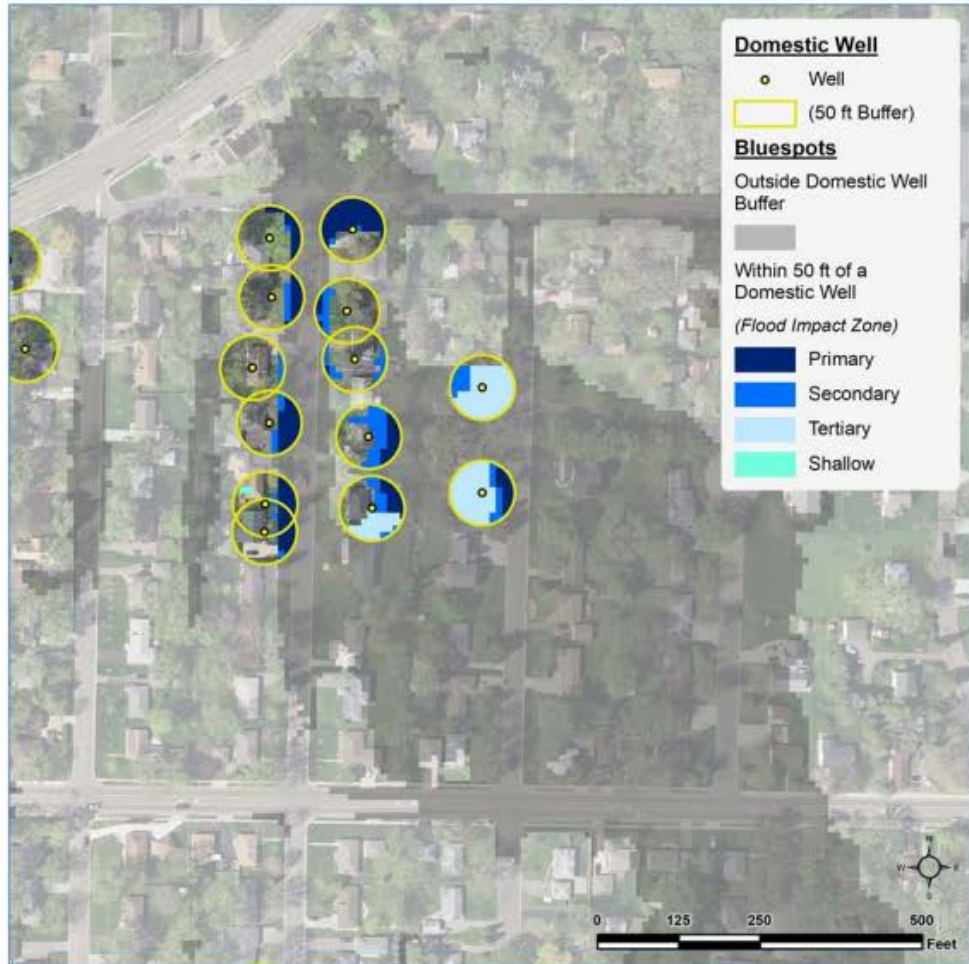 Domestic Well
Well
(50 ft Buffer)
Bluespots
Outside Domestic Well
Buffer
Within 50 ft of a
Domestic Well
(Flood Impact Zone)
Primary
Secondary
Tertiary
Shallow
N
W E
S
0 125 250 500
Feet